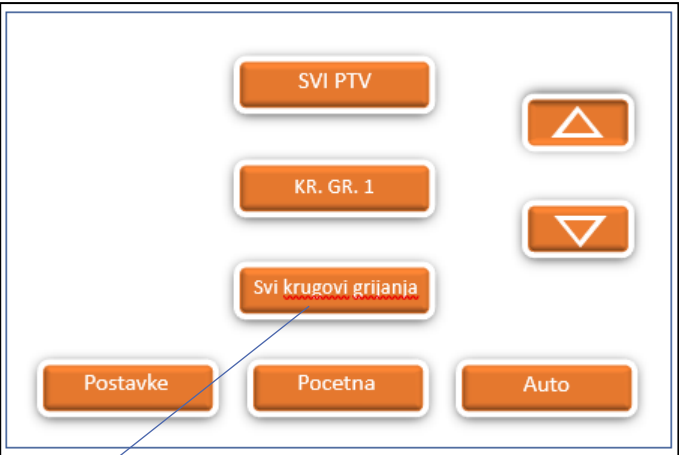 SVI PTV
KR. GR. 1
Svi krugovi grijanja
Postavke
Pocetna
Auto